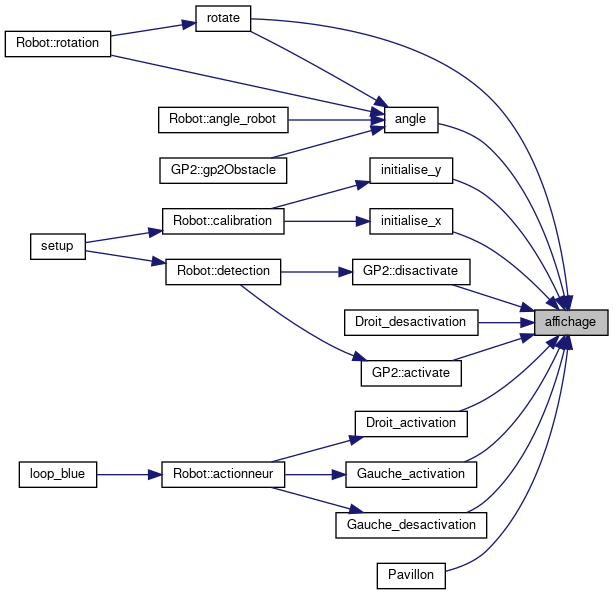 rotate
Robot::rotation
Robot::angle_robot
angle
GP2::gp2Obstacle
initialise_y
Robot::calibration
initialise_x
setup
Robot::detection
GP2::disactivate
Droit_desactivation
affichage
GP2::activate
Droit_activation
loop_blue
Robot::actionneur
Gauche_activation
Gauche_desactivation
Pavillon